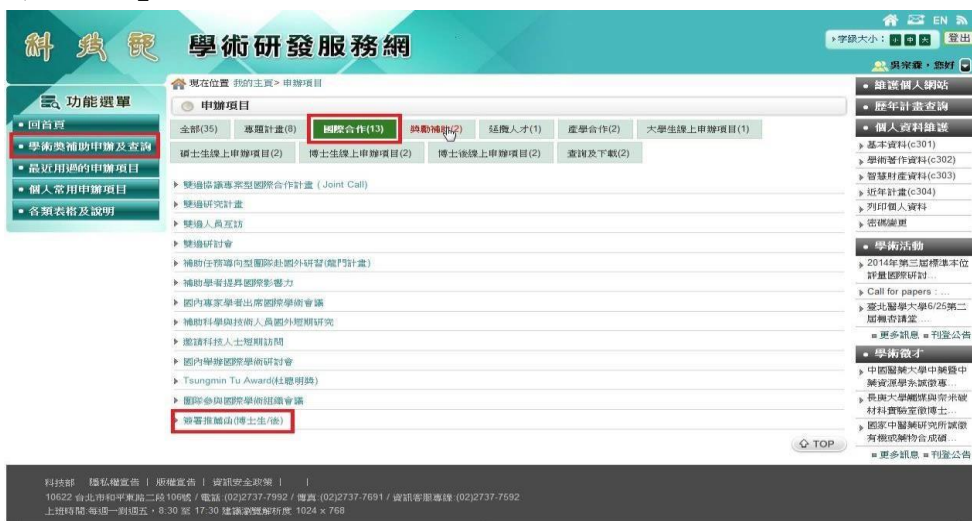 EN
科技部 學術研發服務網
字級大小：小 中 大 登出
吳宗霖，您好
功能選單
回首頁
學術獎補助申辦及查詢
最近用過的申辦項目
個人常用申辦項目
各類表格及說明
現在位置 我的主頁> 申辦項目
申辦項目
全部(35) 專題計畫(8) 國際合作(13) 獎勵補助(2) 延攬人才(1) 產學合作(2) 大學生線上申辦項目(1)
碩士生線上申辦項目(2) 博士生線上申辦項目(2) 博士後線上申辦項目(2) 查詢及下載(2)
雙邊協議專案型國際合作計畫 ( Joint Call)
雙邊研究計畫
雙邊人員互訪
雙邊研討會
補助任務導向型團隊赴國外研習(龍門計畫)
補助學者提昇國際影響力
國內專家學者出席國際學術會議
補助科學與技術人員國外短期研究
邀請科技人士短期訪問
國內舉辦國際學術研討會
Tsungmin Tu Award(杜聰明獎)
團隊參與國際學術組織會議
簽署推薦函(博士生/後)
TOP
維護個人網站
歷年計畫查詢
個人資料維護
基本資料(c301)
學術著作資料(c302)
智慧財產資料(c303)
近年計畫(c304)
列印個人資料
密碼變更
學術活動
2014年第三屆標準本位
評量國際研討...
Call for papers : ...
臺北醫學大學6/25第二
屆機杏講堂...
更多訊息 刊登公告
學術徵才
中國醫藥大學中藥暨中
藥資源學系誠徵專...
長庚大學觸媒與奈米碳
材料實驗室徵博士...
國家中醫藥研究所誠徵
有機或藥物合成碩...
更多訊息 刊登公告
科技部 隱私權宣告 | 版權宣告 | 資訊安全政策 | |
10622 台北市和平東路二段106號 / 電話:(02)2737-7992 / 傳真:(02)2737-7691 / 資訊客服專線:(02)2737-7592
上班時間:每週一到週五，8:30 至 17:30 建議瀏覽解析度 1024 x 768